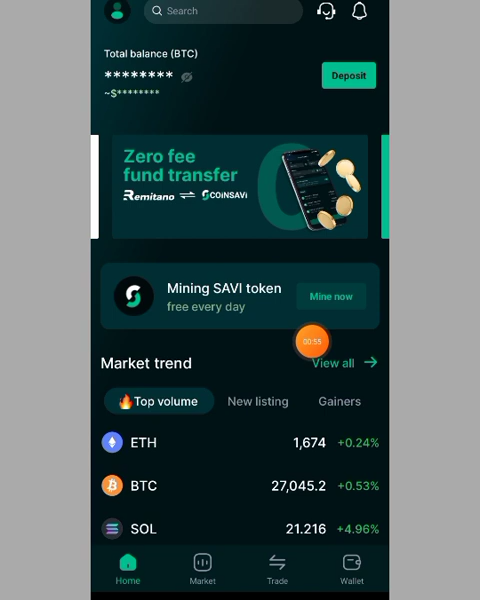 Search
Total balance (BTC)
********
Deposit
~$********
Zero fee
fund transfer
Remitano COiNSAVi
Mining SAVI token
free every day
Mine now
00:55
Market trend
View all
Top volume New listing Gainers
ETH 1,674 +0.24%
BTC 27,045.2 +0.53%
SOL 21.216 +4.96%
Home Market Trade Wallet